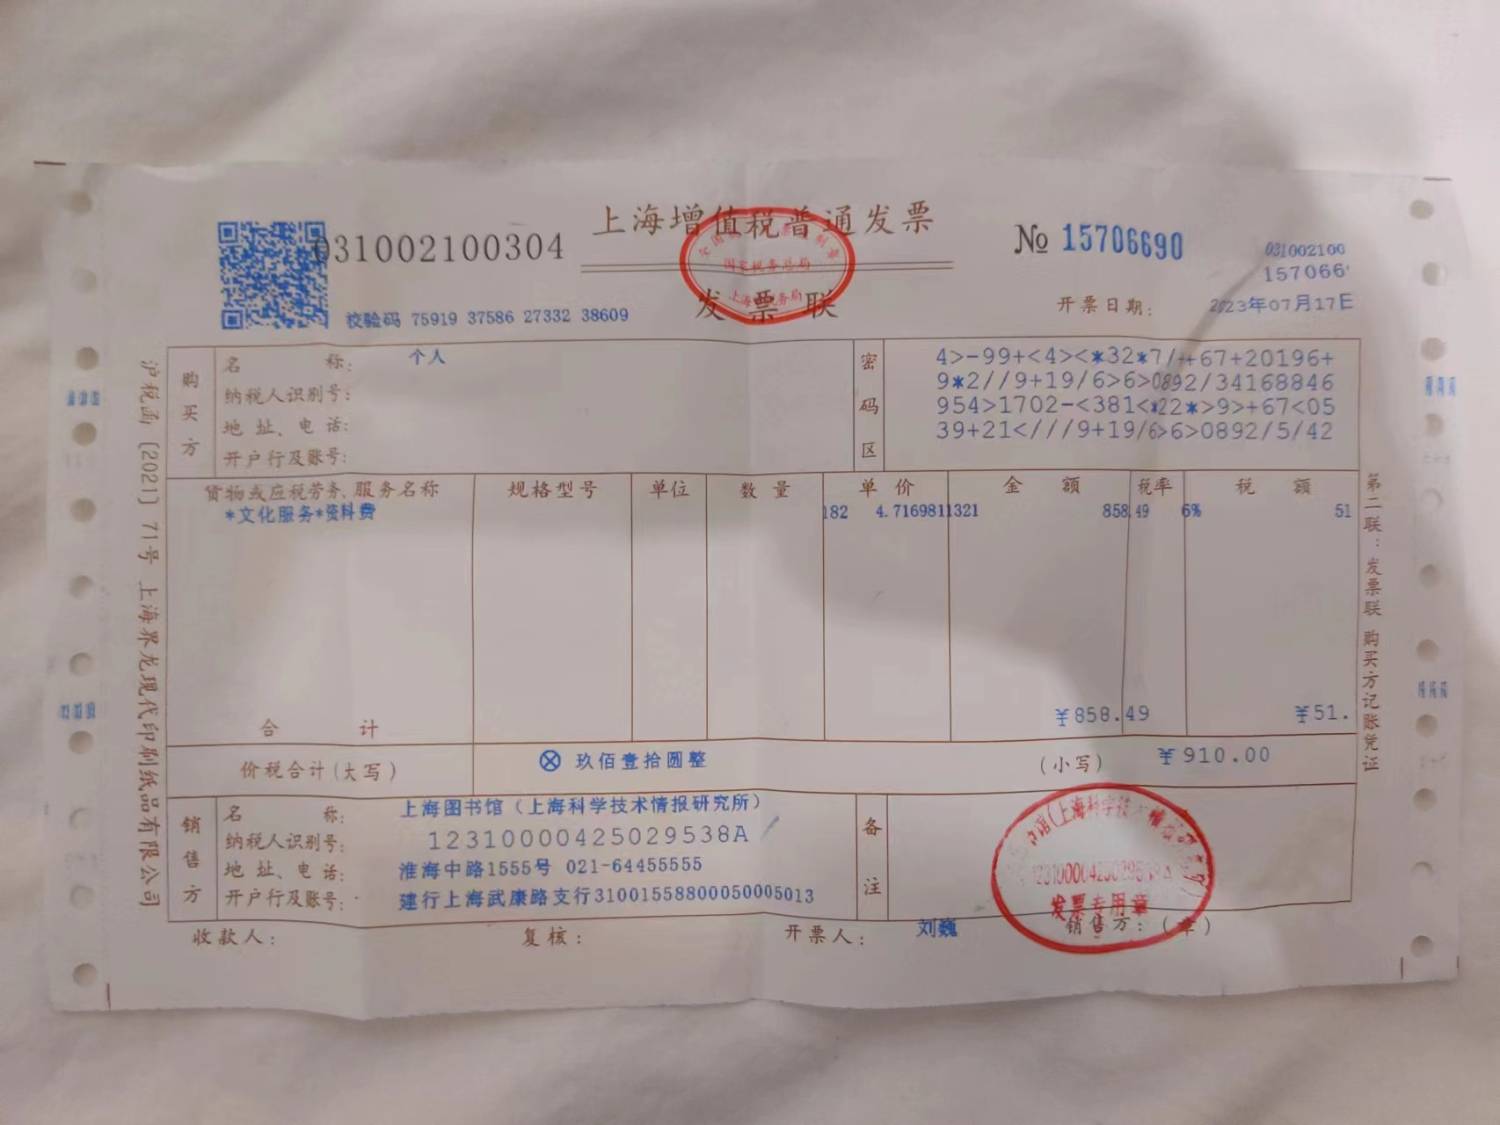 上海增值税普通发票
031002100304
№ 15706690
031002100
157066
国家税务总局
发票联
校验码 75919 37586 27332 38609
开票日期: 2023年07月17日
购买方
名称: 个人
纳税人识别号:
地址、电话:
开户行及账号:
密码区
4>-99+<4><*32*7/++67+20196+
9*2//9+19/6>6>0892/34168846
954>1702-<381<*22*>9>+67<05
39+21<///9+19/6>6>0892/5/42
货物或应税劳务、服务名称 规格型号 单位 数量 单价 金额 税率 税额
*文化服务*资料费 182 4.7169811321 858.49 6% 51
合计 ¥858.49 ¥51.
价税合计(大写) ⊗ 玖佰壹拾圆整 (小写) ¥910.00
销售方
名称: 上海图书馆(上海科学技术情报研究所)
纳税人识别号: 12310000425029538A
地址、电话: 淮海中路1555号 021-64455555
开户行及账号: 建行上海武康路支行31001558800050005013
备注
12310000425029538A
发票专用章
收款人: 复核: 开票人: 刘巍 销售方:(章)
沪税函〔2021〕71号 上海界龙现代印刷纸品有限公司
第二联:发票联 购买方记账凭证